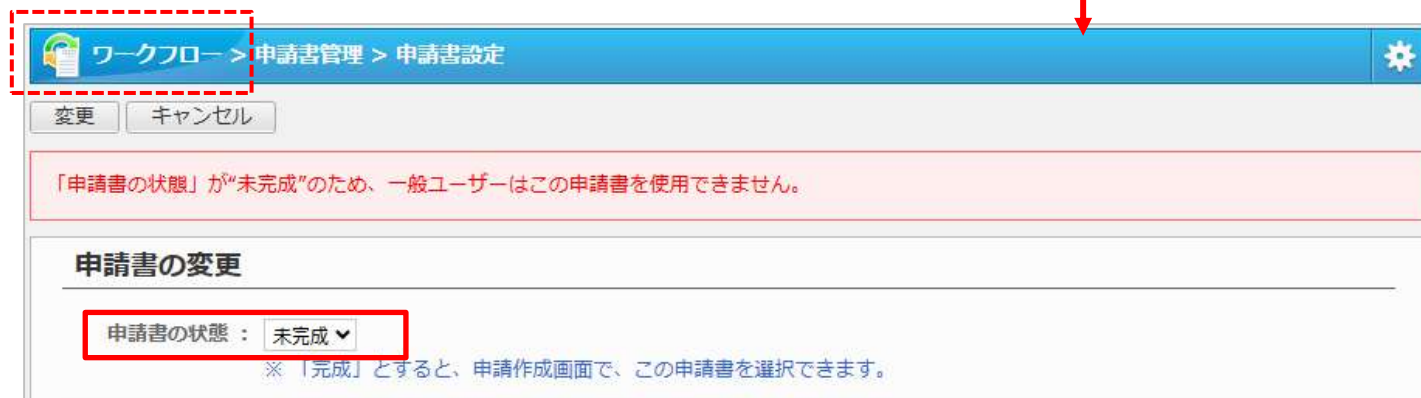 ワークフロー > 申請書管理 > 申請書設定
変更 キャンセル
「申請書の状態」が“未完成”のため、一般ユーザーはこの申請書を使用できません。
申請書の変更
申請書の状態 : 未完成
※ 「完成」とすると、申請作成画面で、この申請書を選択できます。